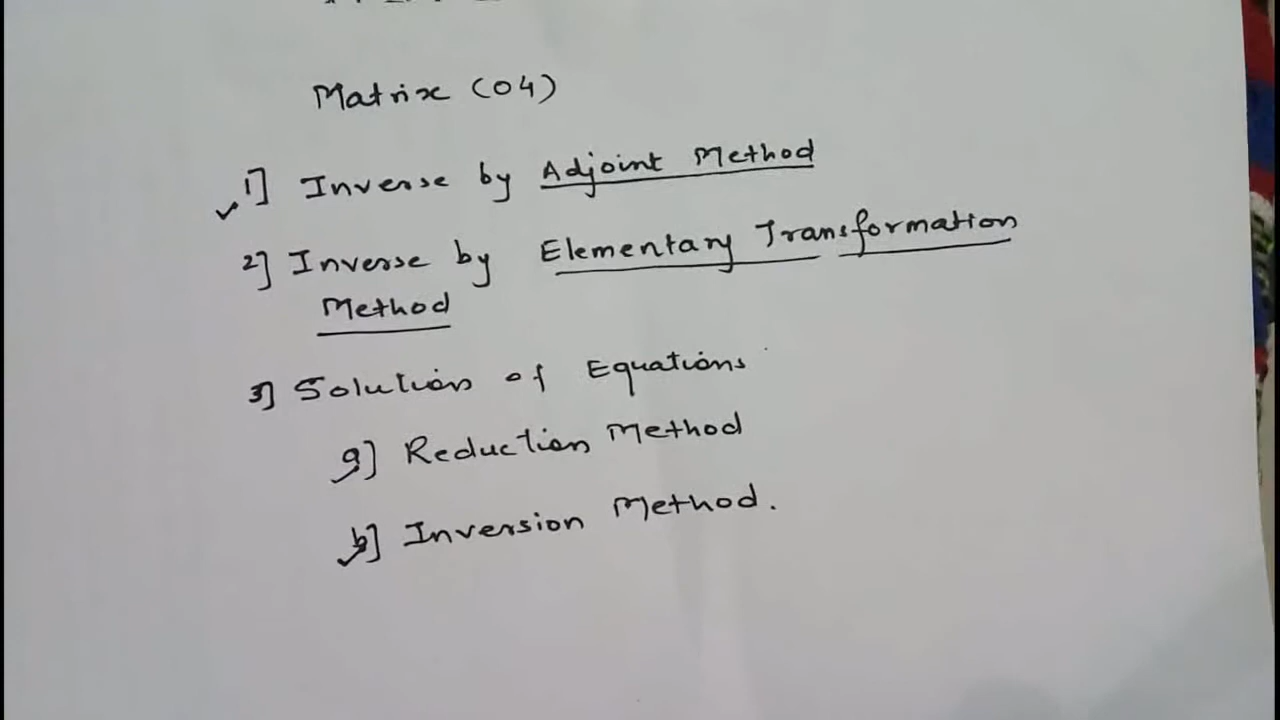 Matrix (04)
1] Inverse by Adjoint Method
2] Inverse by Elementary Transformation
Method
3] Solution of Equations
a] Reduction Method
b] Inversion Method.